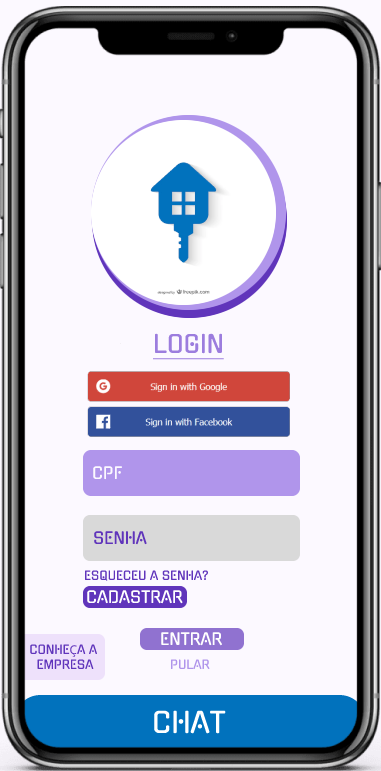 designed by freepik.com
LOGIN
G Sign in with Google
f Sign in with Facebook
CPF
SENHA
ESQUECEU A SENHA?
CADASTRAR
ENTRAR
CONHEÇA A
EMPRESA
PULAR
CHAT